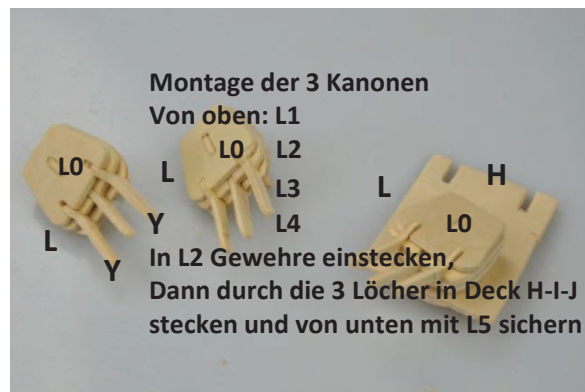 Montage der 3 Kanonen
Von oben: L1
L0
L0
L2
L
L
H
L3
L0
L
Y
L4
Y
In L2 Gewehre einstecken,
Dann durch die 3 Löcher in Deck H-I-J
stecken und von unten mit L5 sichern